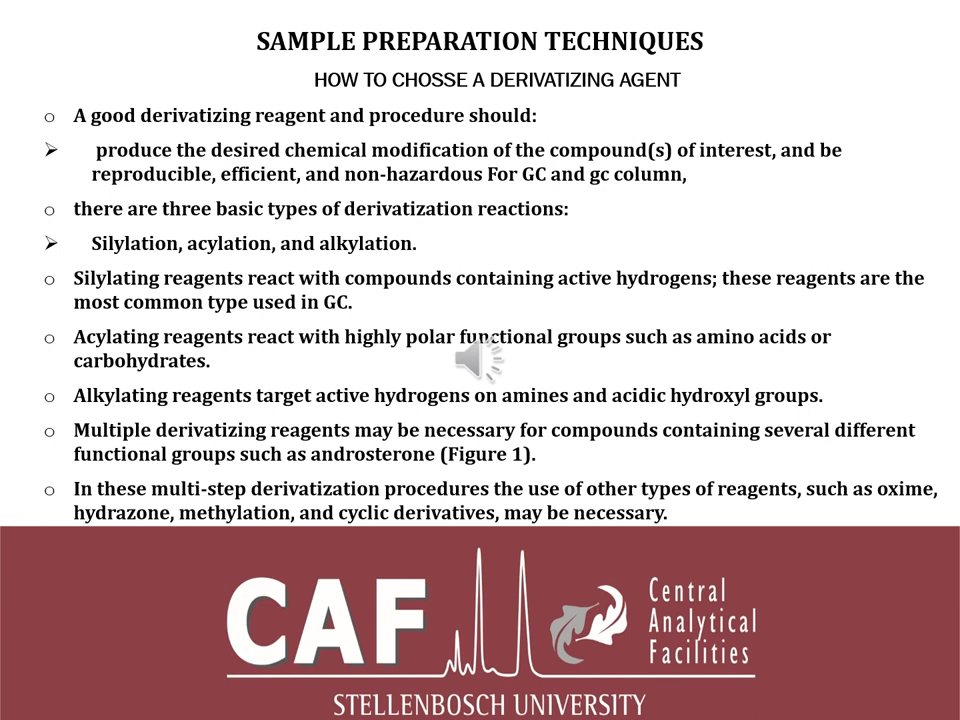 SAMPLE PREPARATION TECHNIQUES
HOW TO CHOSSE A DERIVATIZING AGENT
o A good derivatizing reagent and procedure should:
➢ produce the desired chemical modification of the compound(s) of interest, and be
reproducible, efficient, and non-hazardous For GC and gc column,
o there are three basic types of derivatization reactions:
➢ Silylation, acylation, and alkylation.
o Silylating reagents react with compounds containing active hydrogens; these reagents are the
most common type used in GC.
o Acylating reagents react with highly polar functional groups such as amino acids or
carbohydrates.
o Alkylating reagents target active hydrogens on amines and acidic hydroxyl groups.
o Multiple derivatizing reagents may be necessary for compounds containing several different
functional groups such as androsterone (Figure 1).
o In these multi-step derivatization procedures the use of other types of reagents, such as oxime,
hydrazone, methylation, and cyclic derivatives, may be necessary.
CAF
Central
Analytical
Facilities
STELLENBOSCH UNIVERSITY